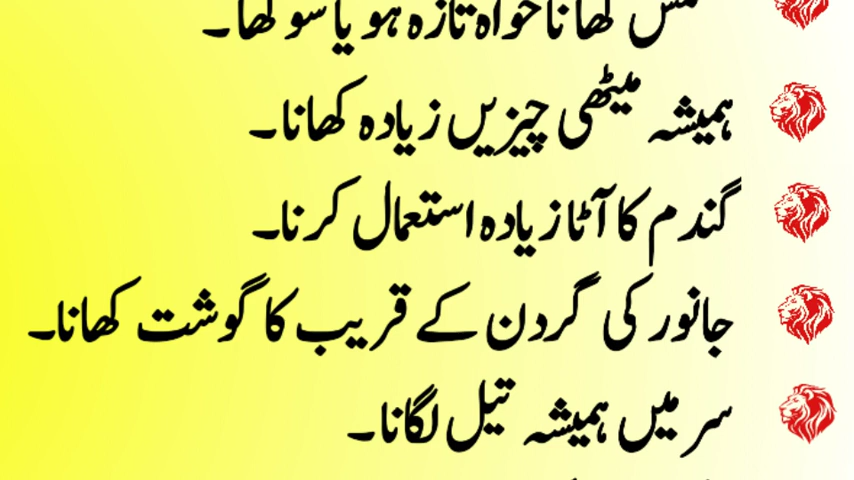 کھانا خواہ تازہ ہو یا سوکھا۔
ہمیشہ میٹھی چیزیں زیادہ کھانا۔
گندم کا آٹا زیادہ استعمال کرنا۔
جانور کی گردن کے قریب کا گوشت کھانا۔
سر میں ہمیشہ تیل لگانا۔